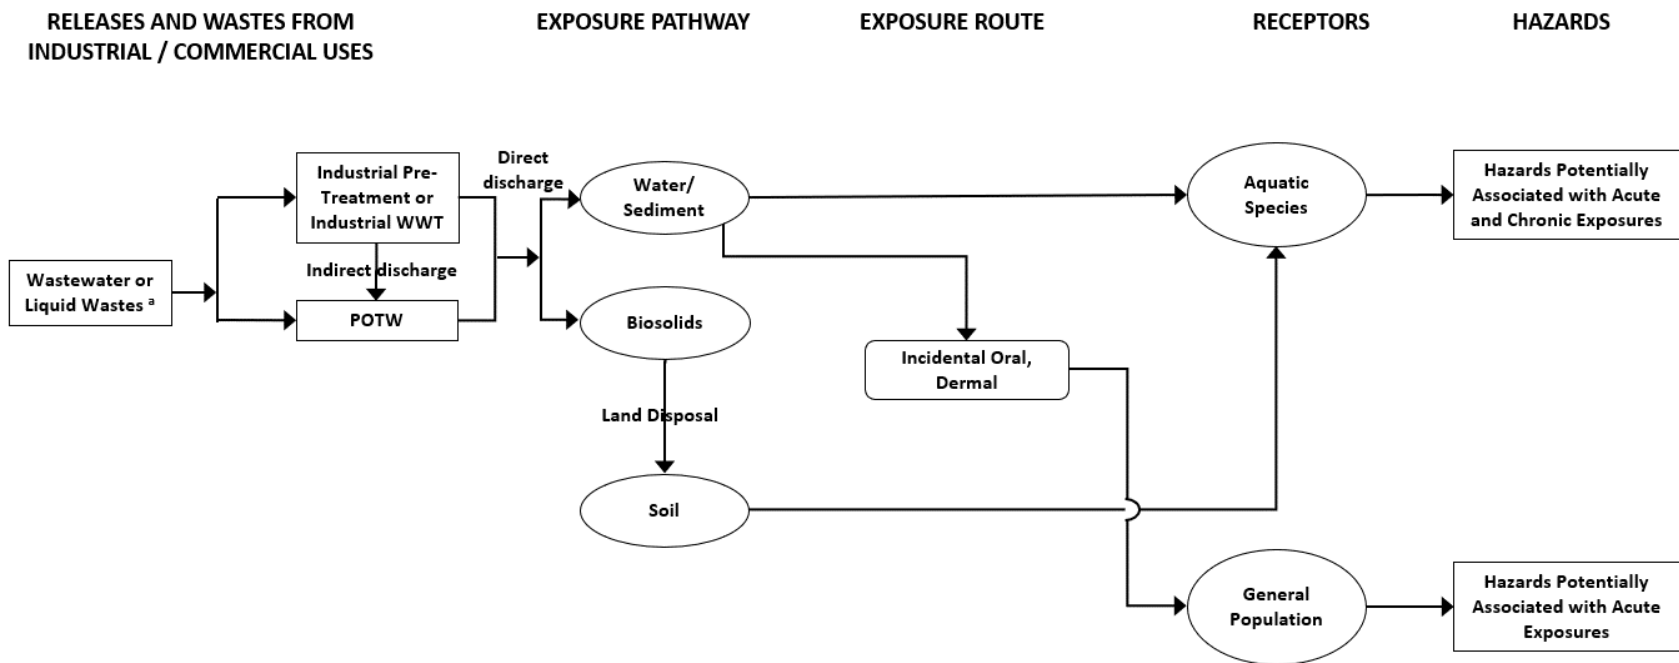 RELEASES AND WASTES FROM
INDUSTRIAL / COMMERCIAL USES
EXPOSURE PATHWAY
EXPOSURE ROUTE
RECEPTORS
HAZARDS
Wastewater or
Liquid Wastes ᵃ
Industrial Pre-
Treatment or
Industrial WWT
Indirect discharge
POTW
Direct
discharge
Water/
Sediment
Biosolids
Land Disposal
Soil
Incidental Oral,
Dermal
Aquatic
Species
General
Population
Hazards Potentially
Associated with Acute
and Chronic Exposures
Hazards Potentially
Associated with Acute
Exposures